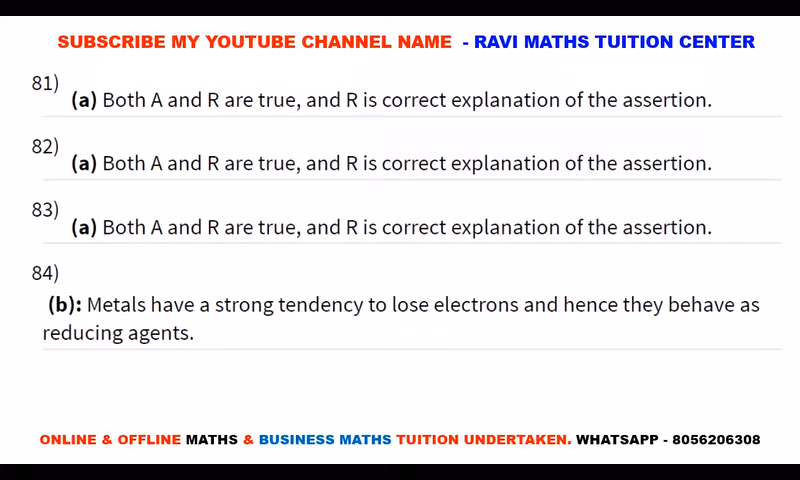 SUBSCRIBE MY YOUTUBE CHANNEL NAME - RAVI MATHS TUITION CENTER
81)
(a) Both A and R are true, and R is correct explanation of the assertion.
82)
(a) Both A and R are true, and R is correct explanation of the assertion.
83)
(a) Both A and R are true, and R is correct explanation of the assertion.
84)
(b): Metals have a strong tendency to lose electrons and hence they behave as
reducing agents.
ONLINE & OFFLINE MATHS & BUSINESS MATHS TUITION UNDERTAKEN. WHATSAPP - 8056206308